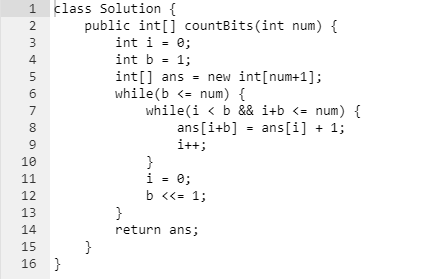 1 class Solution {
2     public int[] countBits(int num) {
3         int i = 0;
4         int b = 1;
5         int[] ans = new int[num+1];
6         while(b <= num) {
7             while(i < b && i+b <= num) {
8                 ans[i+b] = ans[i] + 1;
9                 i++;
10             }
11             i = 0;
12             b <<= 1;
13         }
14         return ans;
15     }
16 }